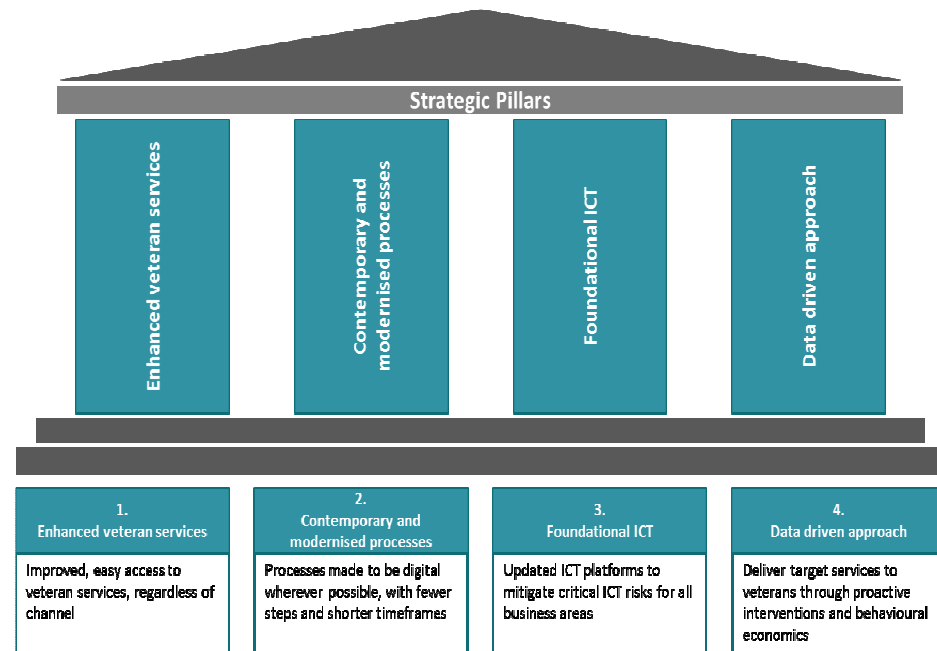 Strategic Pillars
Enhanced veteran services
Contemporary and
modernised processes
Foundational ICT
Data driven approach
1.
Enhanced veteran services
Improved, easy access to
veteran services, regardless of
channel
2.
Contemporary and
modernised processes
Processes made to be digital
wherever possible, with fewer
steps and shorter timeframes
3.
Foundational ICT
Updated ICT platforms to
mitigate critical ICT risks for all
business areas
4.
Data driven approach
Deliver target services to
veterans through proactive
interventions and behavioural
economics